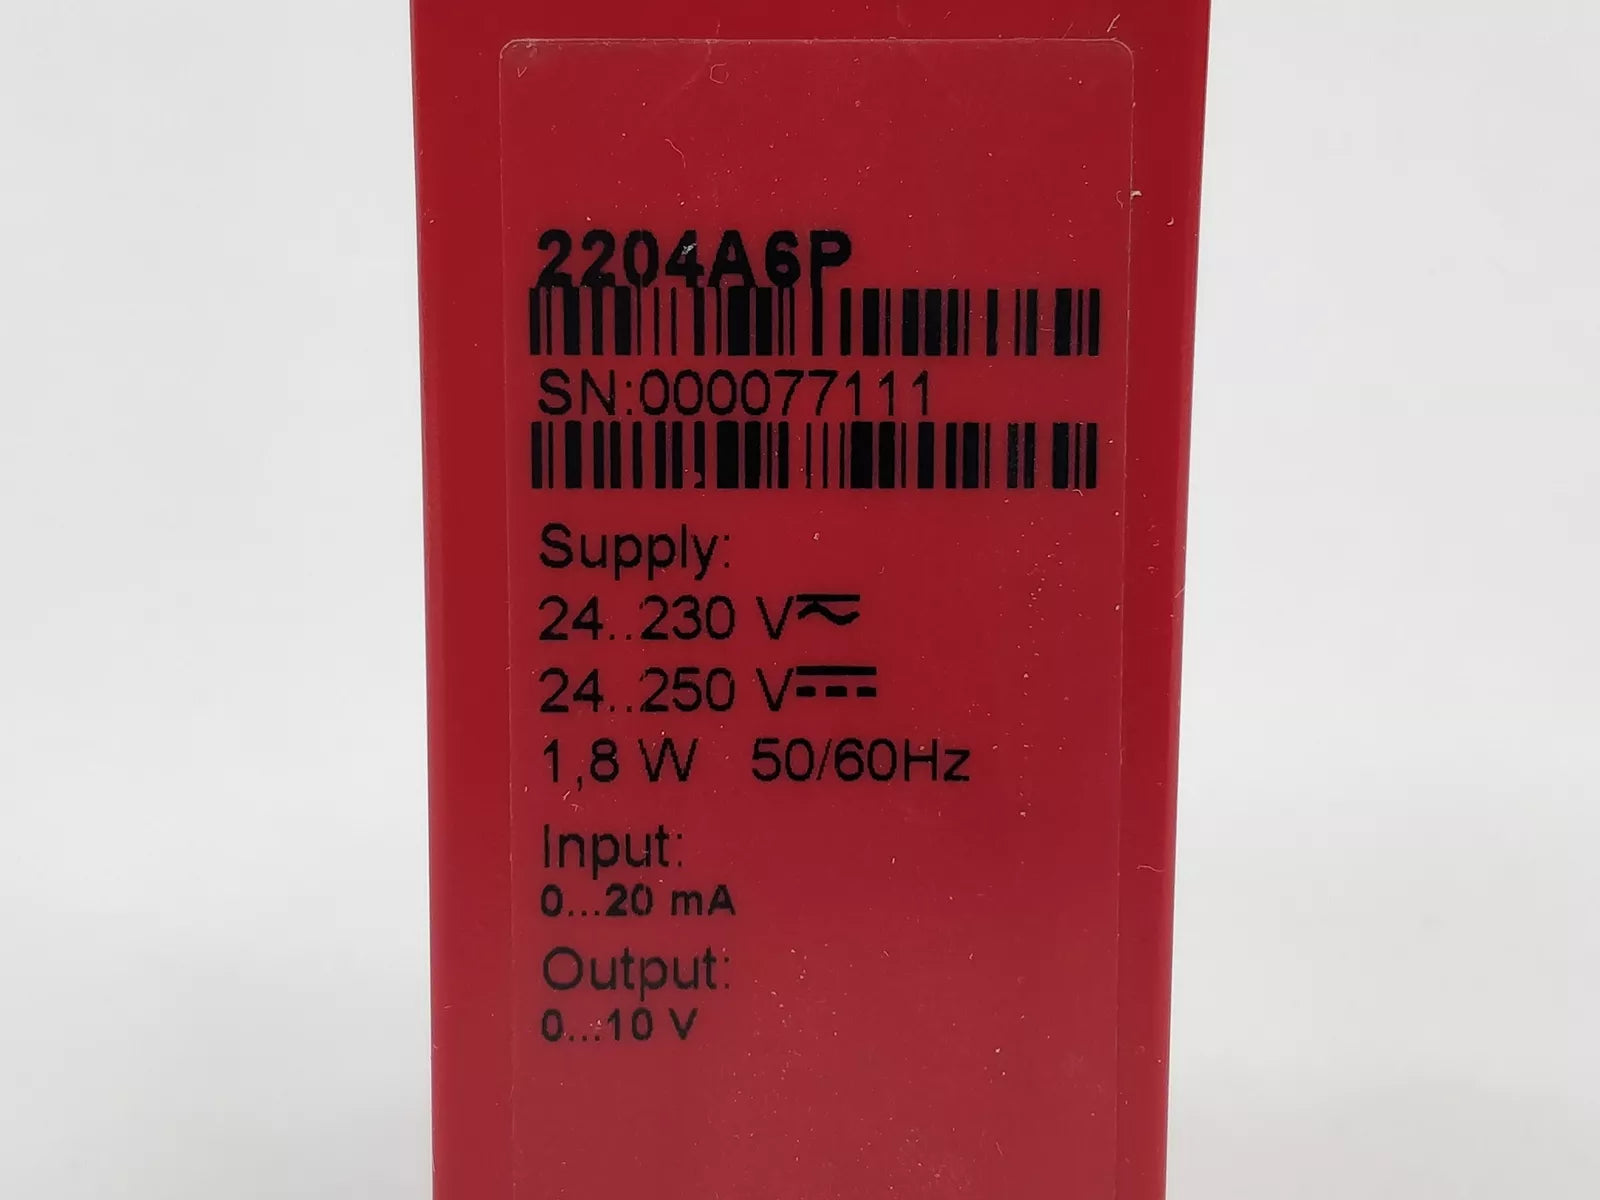 2204A6P
SN:000077111
Supply:
24..230 V≂
24..250 V⎓
1,8 W 50/60Hz
Input:
0...20 mA
Output:
0...10 V